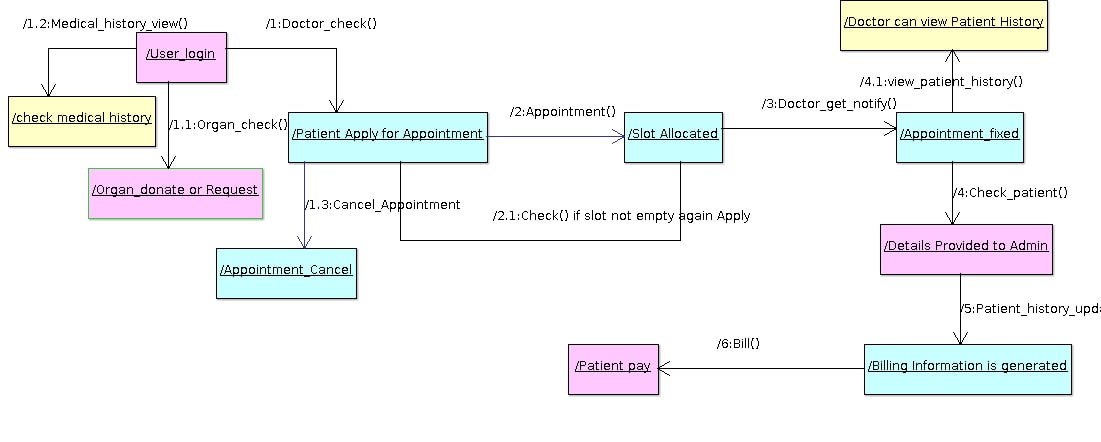 /Doctor can view Patient History
/1.2:Medical_history_view()
/1:Doctor_check()
/User_login
/4.1:view_patient_history()
/check medical history
/1.1:Organ_check()
/2:Appointment()
/3:Doctor_get_notify()
/Patient Apply for Appointment
/Slot Allocated
/Appointment_fixed
/Organ_donate or Request
/4:Check_patient()
/1.3:Cancel_Appointment
/2.1:Check() if slot not empty again Apply
/Details Provided to Admin
/Appointment_Cancel
/5:Patient_history_upd
/6:Bill()
/Patient pay
/Billing Information is generated